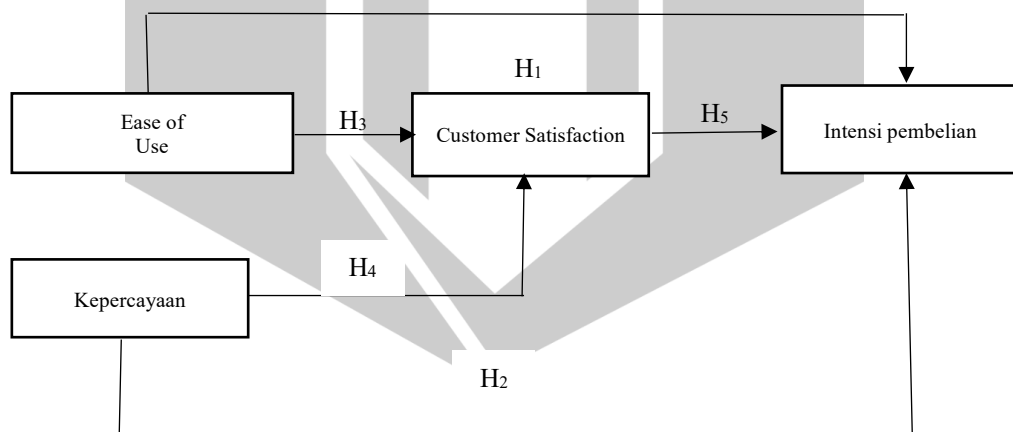 H1
Ease of
Use
H3
Customer Satisfaction
H5
Intensi pembelian
H4
Kepercayaan
H2